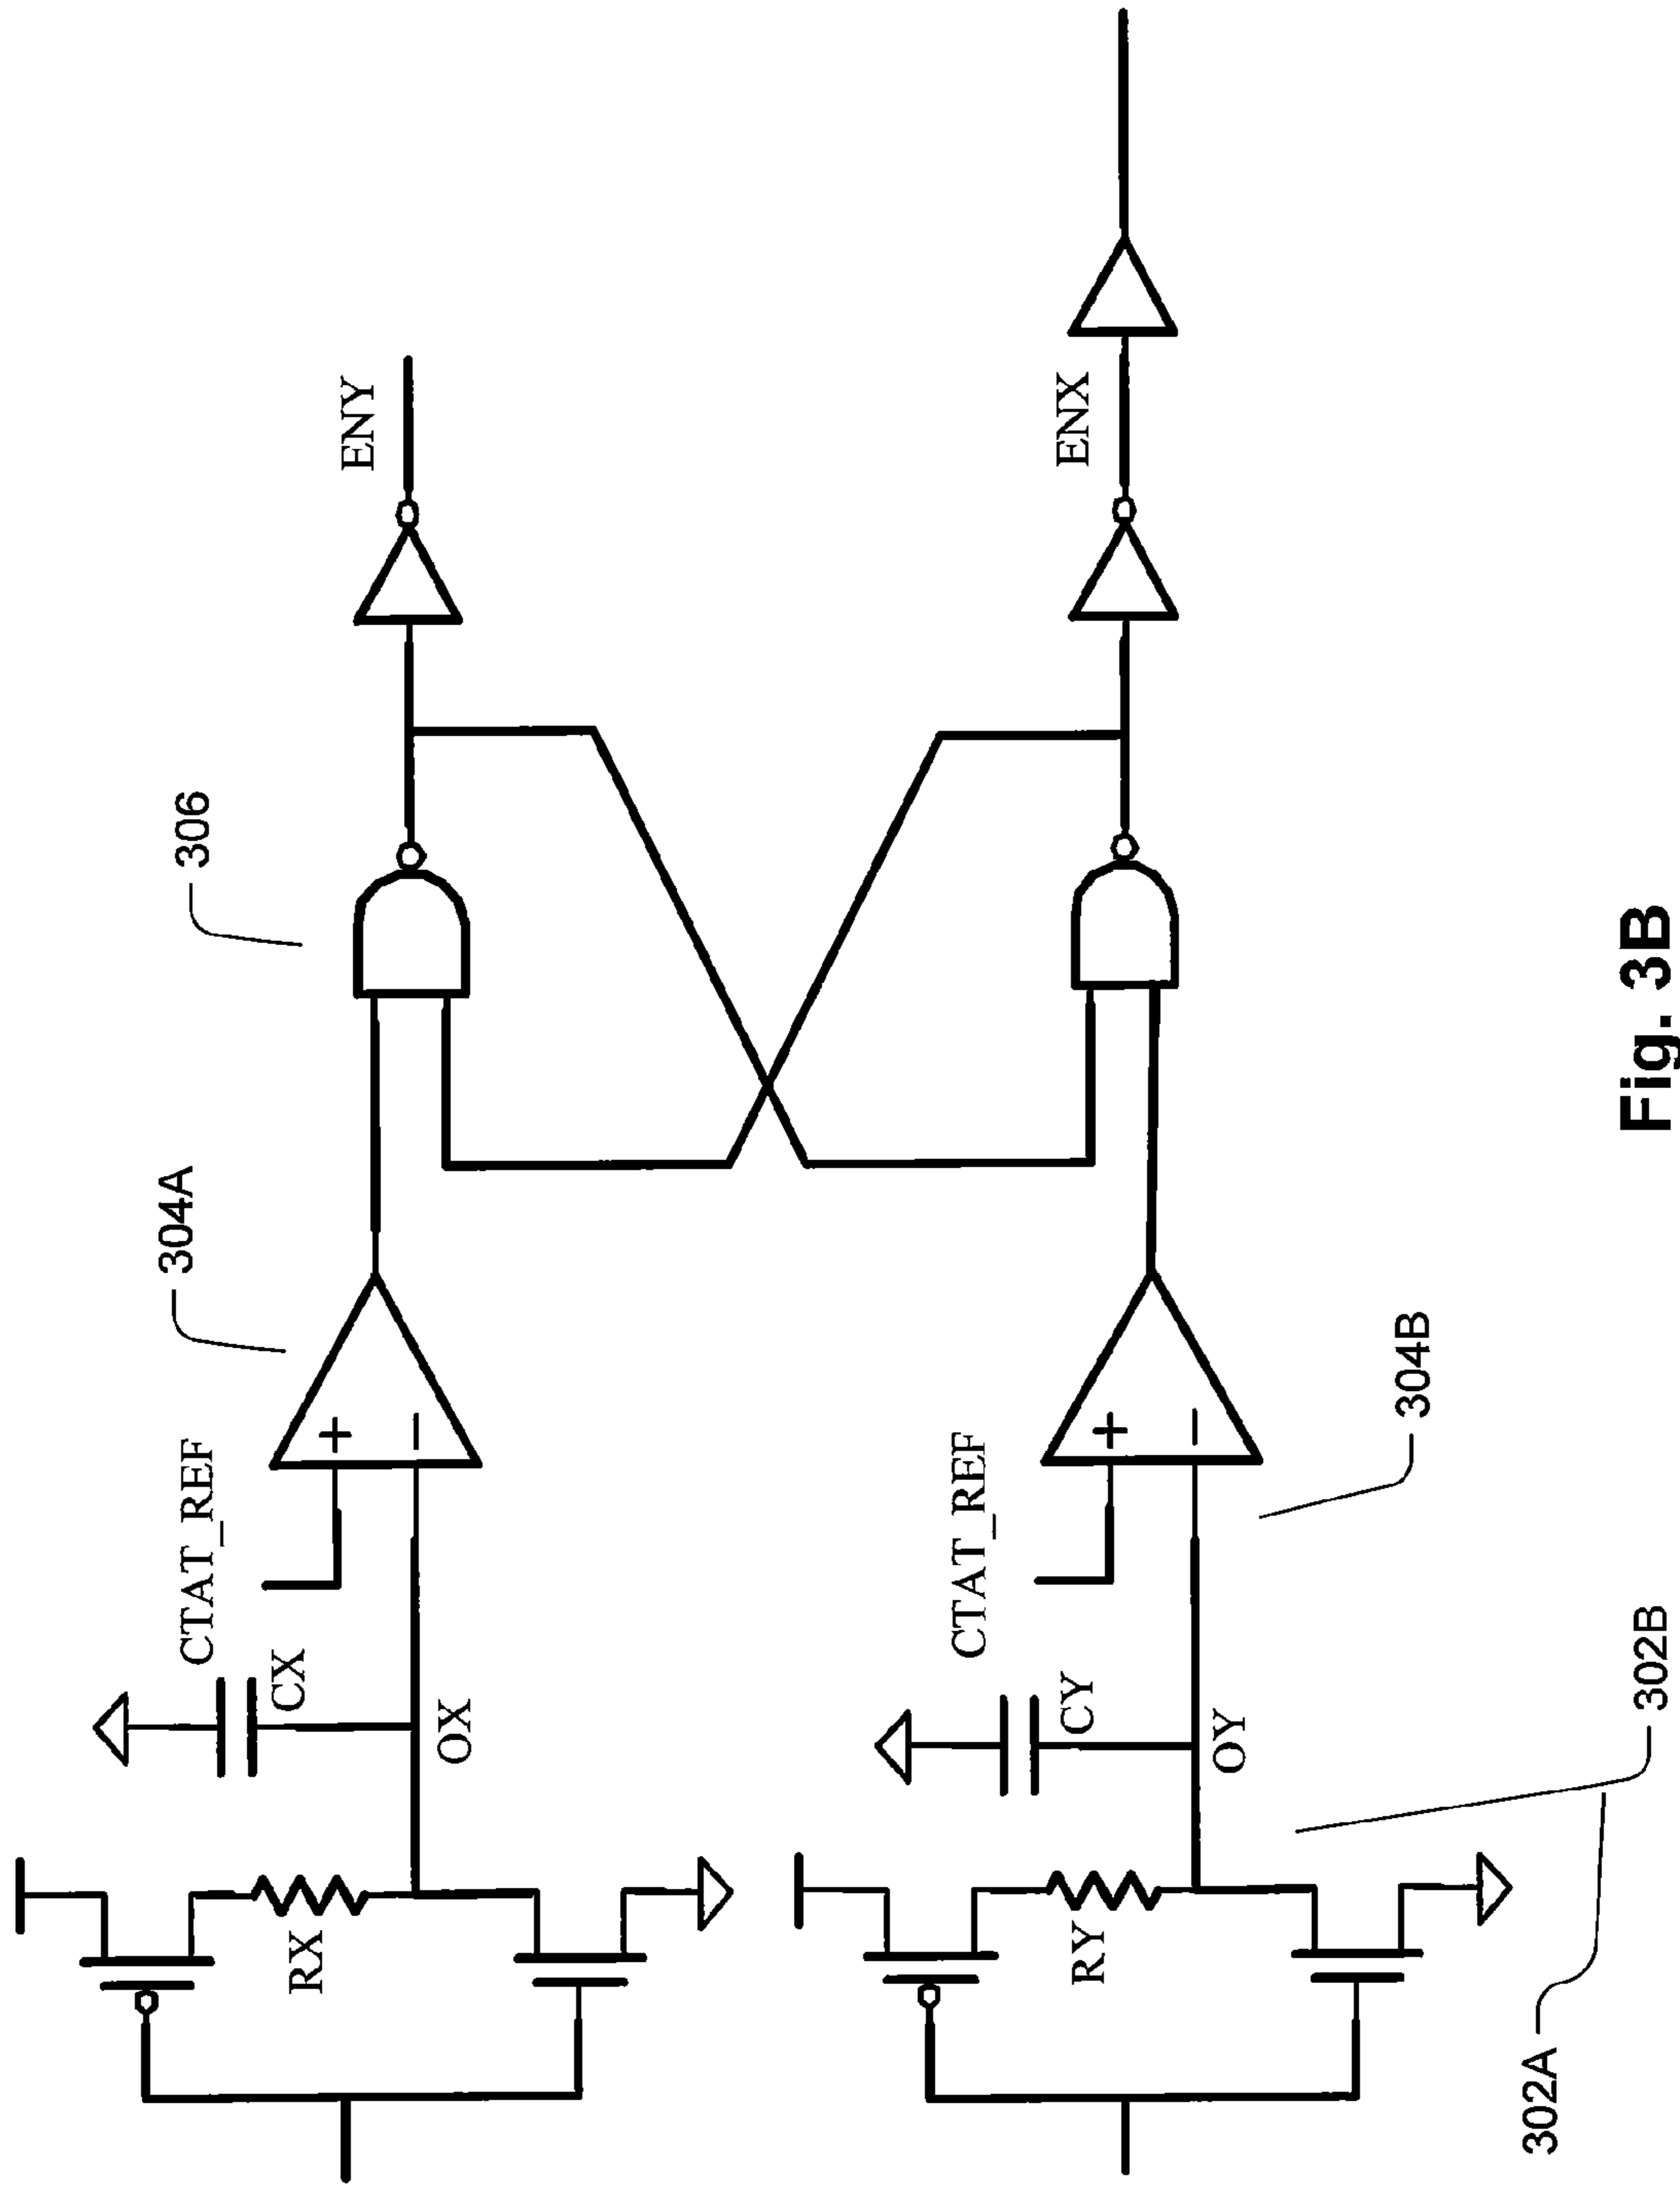 306
ENY
304A
CTAT_REF
+
−
CX
OX
RX
ENX
CTAT_REF
+
−
304B
CY
OY
RY
302B
302A
Fig. 3B